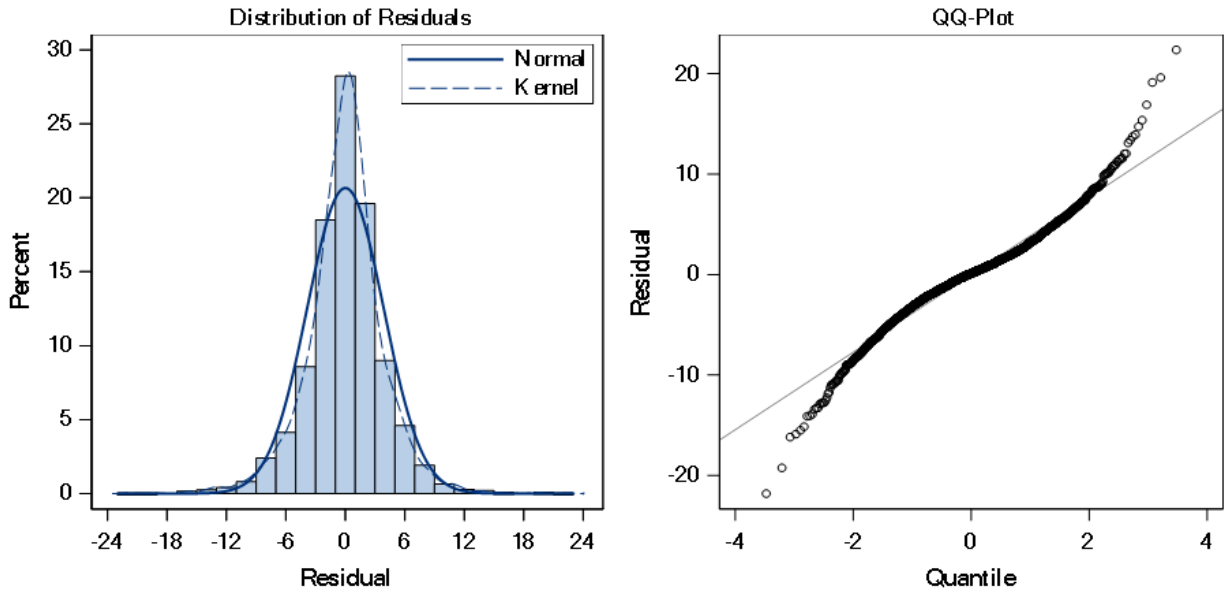 Distribution of Residuals
30
25
20
15
10
5
0
Percent
Normal
Kernel
-24 -18 -12 -6 0 6 12 18 24
Residual
QQ-Plot
20
10
0
-10
-20
Residual
-4 -2 0 2 4
Quantile